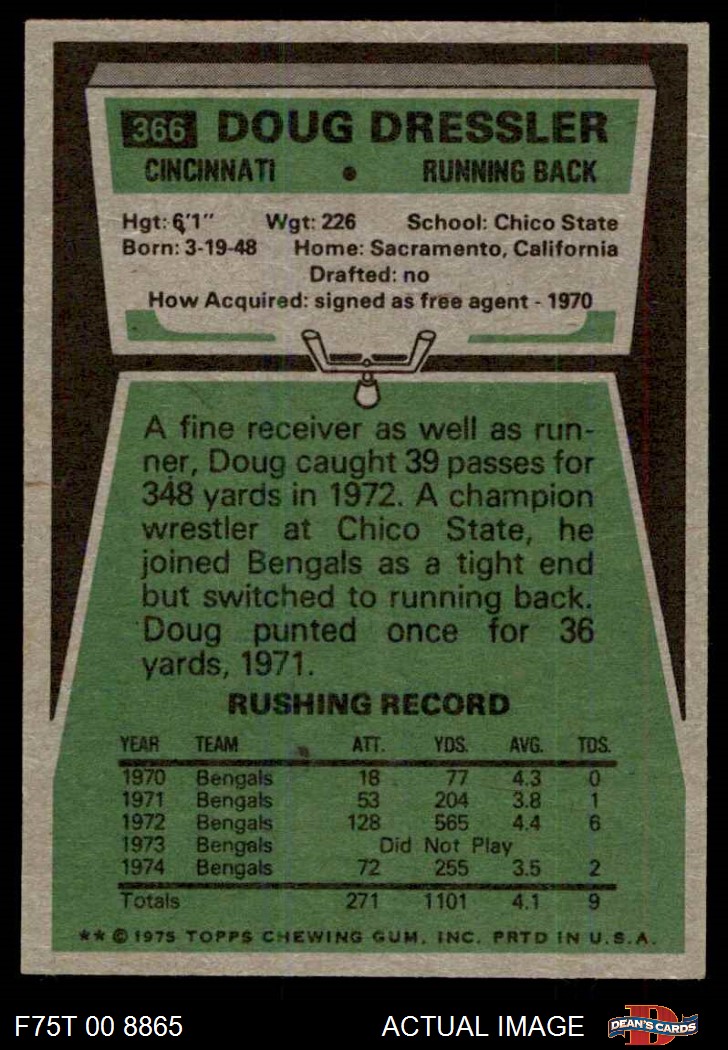 366 DOUG DRESSLER
CINCINNATI • RUNNING BACK
Hgt: 6'1" Wgt: 226 School: Chico State
Born: 3-19-48 Home: Sacramento, California
Drafted: no
How Acquired: signed as free agent - 1970
A fine receiver as well as run-
ner, Doug caught 39 passes for
348 yards in 1972. A champion
wrestler at Chico State, he
joined Bengals as a tight end
but switched to running back.
Doug punted once for 36
yards, 1971.
RUSHING RECORD
YEAR TEAM ATT. YDS. AVG. TDS.
1970 Bengals 18 77 4.3 0
1971 Bengals 53 204 3.8 1
1972 Bengals 128 565 4.4 6
1973 Bengals Did Not Play
1974 Bengals 72 255 3.5 2
Totals 271 1101 4.1 9
** © 1975 TOPPS CHEWING GUM, INC. PRTD IN U.S.A.
F75T 00 8865 ACTUAL IMAGE D DEAN'S CARDS